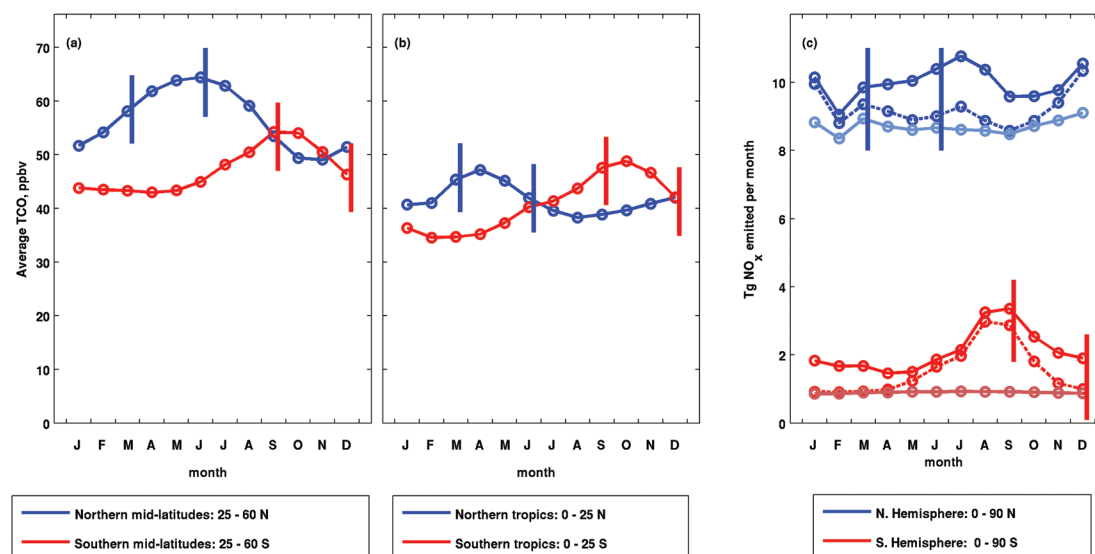 (a)
70
60
50
40
30
20
10
0
Average TCO, ppbv
J F M A M J J A S O N D
month
Northern mid-latitudes: 25 - 60 N
Southern mid-latitudes: 25 - 60 S
(b)
J F M A M J J A S O N D
month
Northern tropics: 0 - 25 N
Southern tropics: 0 - 25 S
(c)
10
8
6
4
2
0
Tg NOx emitted per month
J F M A M J J A S O N D
month
N. Hemisphere: 0 - 90 N
S. Hemisphere: 0 - 90 S